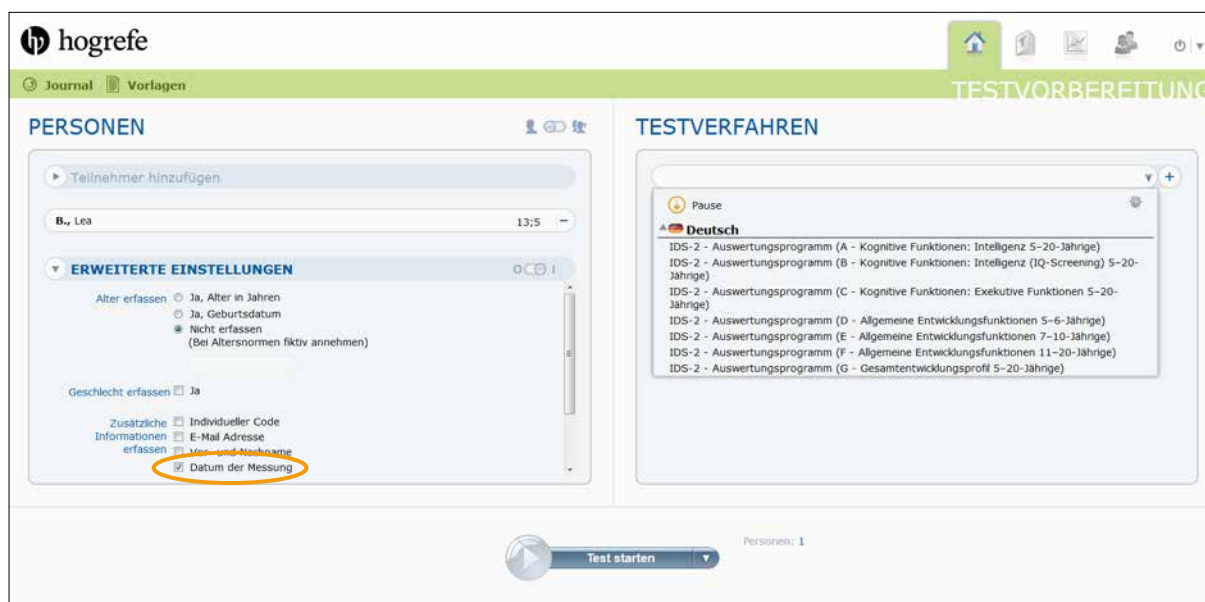 hogrefe
Journal Vorlagen
TESTVORBEREITUNG
PERSONEN
Teilnehmer hinzufügen
B., Lea 13;5 −
ERWEITERTE EINSTELLUNGEN
Alter erfassen Ja, Alter in Jahren
Ja, Geburtsdatum
Nicht erfassen
(Bei Altersnormen fiktiv annehmen)
Geschlecht erfassen Ja
Zusätzliche Informationen erfassen
Individueller Code
E-Mail Adresse
Vor- und Nachname
Datum der Messung
TESTVERFAHREN
Pause
Deutsch
IDS-2 - Auswertungsprogramm (A - Kognitive Funktionen: Intelligenz 5–20-Jährige)
IDS-2 - Auswertungsprogramm (B - Kognitive Funktionen: Intelligenz (IQ-Screening) 5–20-
Jährige)
IDS-2 - Auswertungsprogramm (C - Kognitive Funktionen: Exekutive Funktionen 5–20-
Jährige)
IDS-2 - Auswertungsprogramm (D - Allgemeine Entwicklungsfunktionen 5–6-Jährige)
IDS-2 - Auswertungsprogramm (E - Allgemeine Entwicklungsfunktionen 7–10-Jährige)
IDS-2 - Auswertungsprogramm (F - Allgemeine Entwicklungsfunktionen 11–20-Jährige)
IDS-2 - Auswertungsprogramm (G - Gesamtentwicklungsprofil 5–20-Jährige)
Test starten
Personen: 1